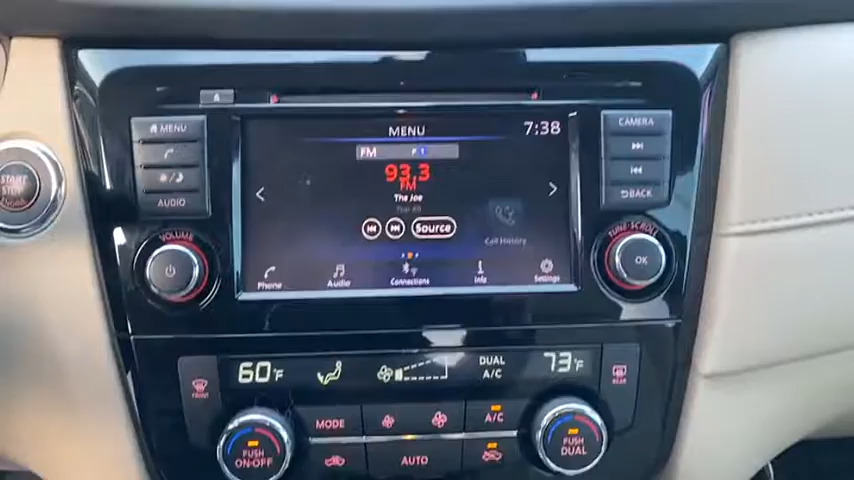 MENU
AUDIO
VOLUME
START
STOP
MENU
7:38
FM F1
93.3
FM
The Joe
Source
Call History
Phone Audio Connections Info Settings
CAMERA
BACK
TUNE·SCROLL
OK
60°F
DUAL
A/C
73°F
FRONT
REAR
MODE
A/C
AUTO
PUSH
ON·OFF
PUSH
DUAL